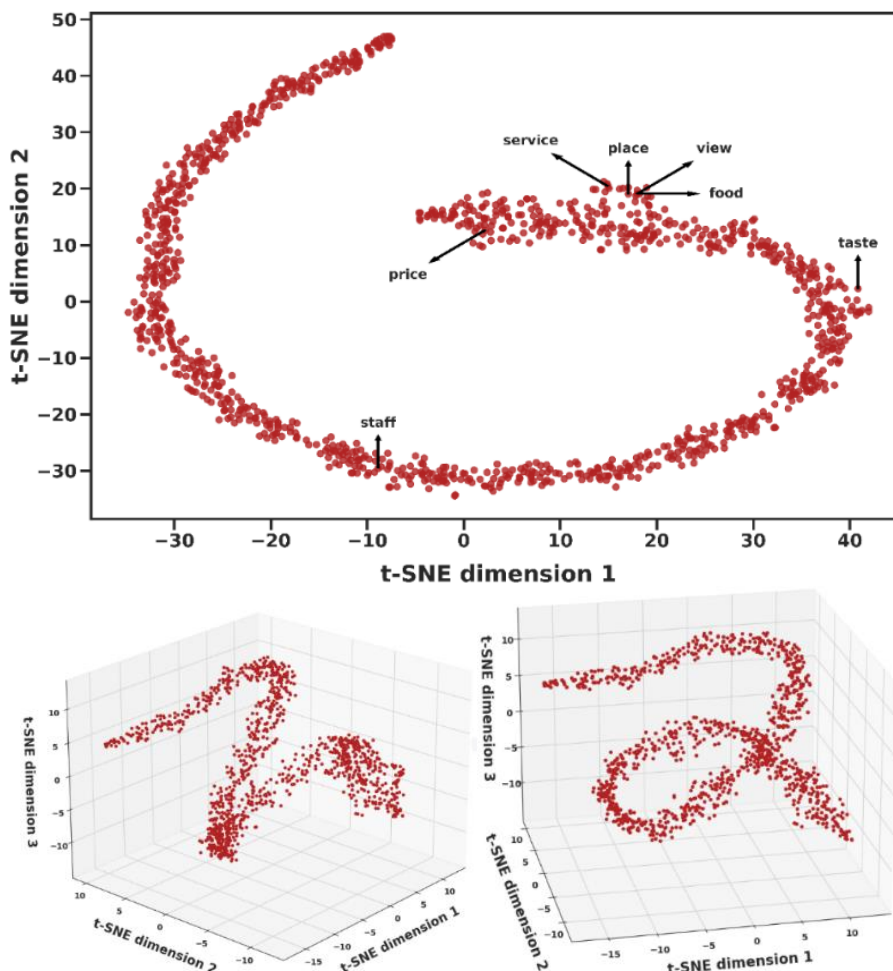 50
40
30
20
10
0
−10
−20
−30
t-SNE dimension 2
service
place
view
food
taste
price
staff
−30 −20 −10 0 10 20 30 40
t-SNE dimension 1
10
5
0
−5
−10
t-SNE dimension 3
10
5
0
−5
−10
t-SNE dimension 2
−15
−10
−5
0
5
10
t-SNE dimension 1
10
5
0
−5
−10
t-SNE dimension 3
10
5
0
−5
−10
t-SNE dimension 2
−15 −10 −5 0 5 10
t-SNE dimension 1